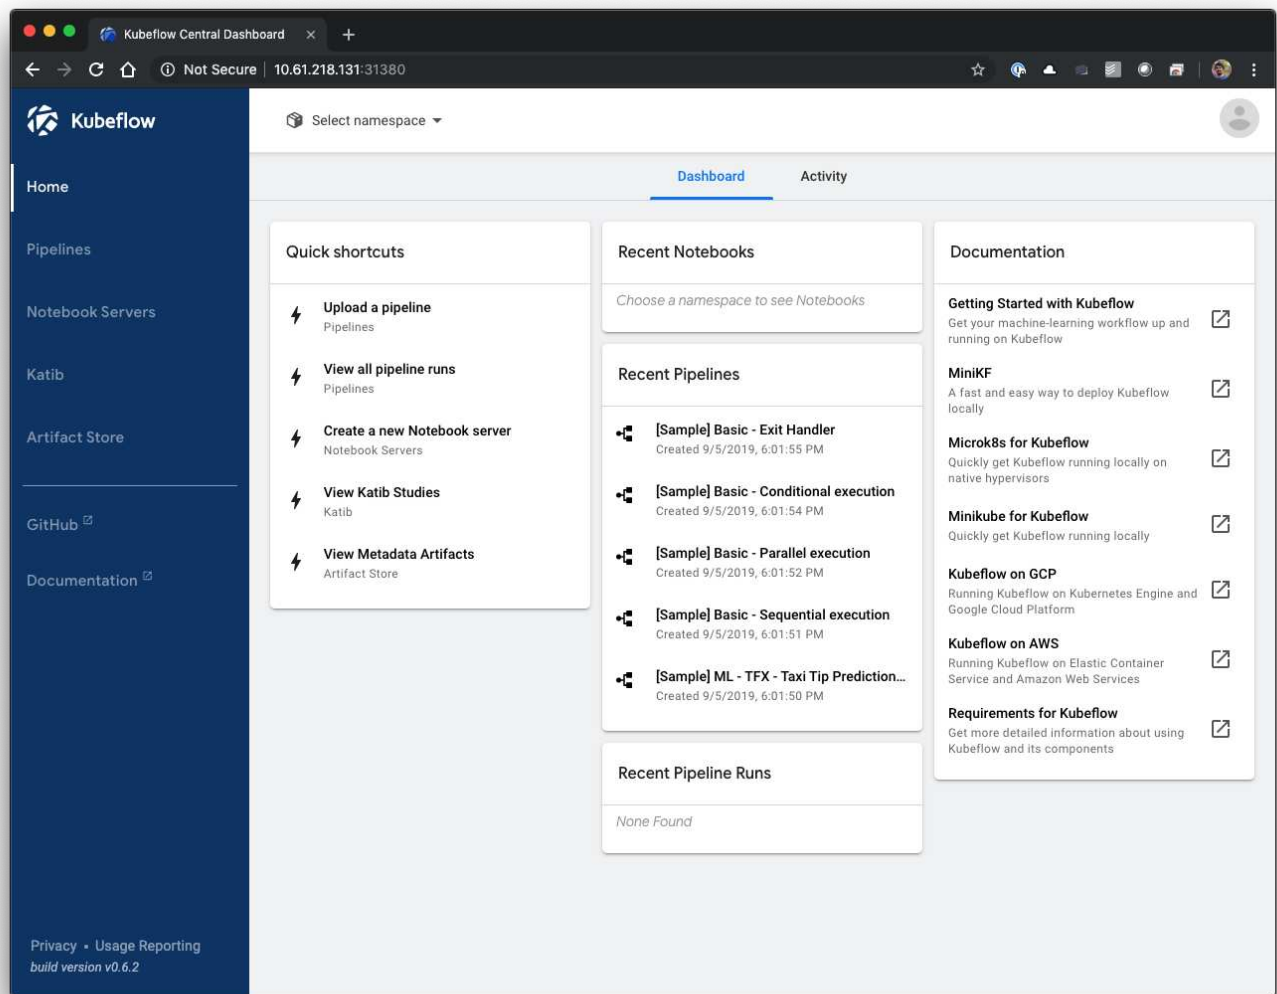 Kubeflow Central Dashboard
Not Secure | 10.61.218.131:31380
Kubeflow
Select namespace
Home
Pipelines
Notebook Servers
Katib
Artifact Store
GitHub
Documentation
Privacy • Usage Reporting
build version v0.6.2
Dashboard
Activity
Quick shortcuts
Upload a pipeline
Pipelines
View all pipeline runs
Pipelines
Create a new Notebook server
Notebook Servers
View Katib Studies
Katib
View Metadata Artifacts
Artifact Store
Recent Notebooks
Choose a namespace to see Notebooks
Recent Pipelines
[Sample] Basic - Exit Handler
Created 9/5/2019, 6:01:55 PM
[Sample] Basic - Conditional execution
Created 9/5/2019, 6:01:54 PM
[Sample] Basic - Parallel execution
Created 9/5/2019, 6:01:52 PM
[Sample] Basic - Sequential execution
Created 9/5/2019, 6:01:51 PM
[Sample] ML - TFX - Taxi Tip Prediction...
Created 9/5/2019, 6:01:50 PM
Recent Pipeline Runs
None Found
Documentation
Getting Started with Kubeflow
Get your machine-learning workflow up and
running on Kubeflow
MiniKF
A fast and easy way to deploy Kubeflow
locally
Microk8s for Kubeflow
Quickly get Kubeflow running locally on
native hypervisors
Minikube for Kubeflow
Quickly get Kubeflow running locally
Kubeflow on GCP
Running Kubeflow on Kubernetes Engine and
Google Cloud Platform
Kubeflow on AWS
Running Kubeflow on Elastic Container
Service and Amazon Web Services
Requirements for Kubeflow
Get more detailed information about using
Kubeflow and its components